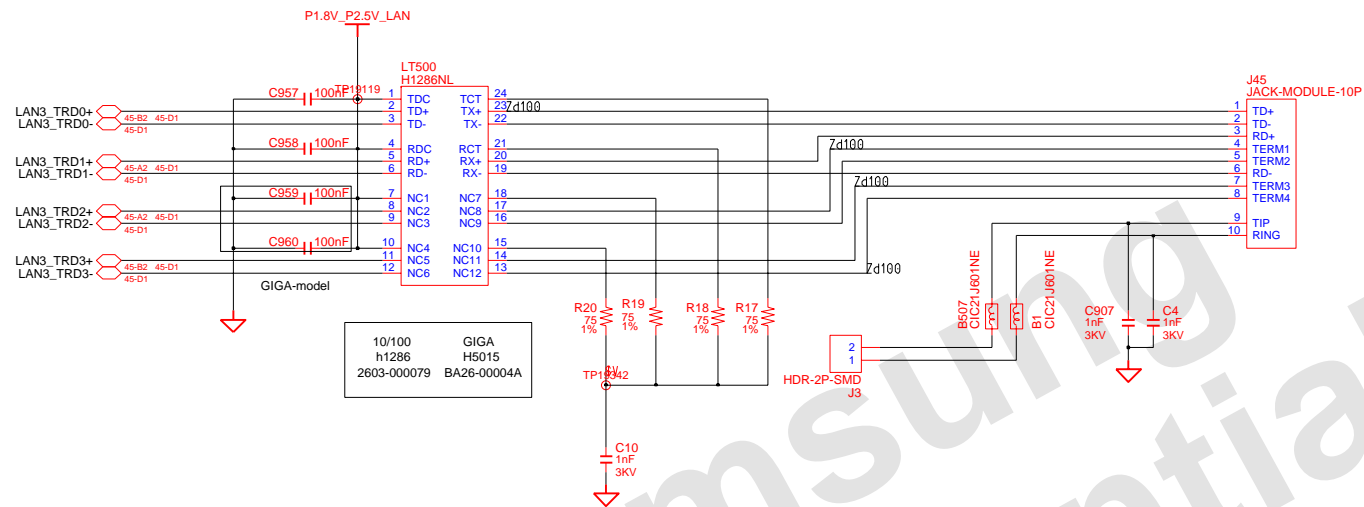 P1.8V_P2.5V_LAN
LT500
H1286NL
J45
JACK-MODULE-10P
C957 100nF TP19119
1 TDC TCT 24
2 TD+ TX+ 23 Zd100
3 TD- TX- 22
LAN3_TRD0+ 45-B2 45-D1
LAN3_TRD0- 45-D1
C958 100nF
4 RDC RCT 21
5 RD+ RX+ 20
6 RD- RX- 19
LAN3_TRD1+ 45-A2 45-D1
LAN3_TRD1- 45-D1
C959 100nF
7 NC1 NC7 18
8 NC2 NC8 17
9 NC3 NC9 16
LAN3_TRD2+ 45-A2 45-D1
LAN3_TRD2- 45-D1
C960 100nF
10 NC4 NC10 15
11 NC5 NC11 14
12 NC6 NC12 13
LAN3_TRD3+ 45-B2 45-D1
LAN3_TRD3- 45-D1
GIGA-model
Zd100
Zd100
Zd100
1 TD+
2 TD-
3 RD+
4 TERM1
5 TERM2
6 RD-
7 TERM3
8 TERM4
9 TIP
10 RING
R20
75
1%
R19
75
1%
R18
75
1%
R17
75
1%
B507
CIC21J601NE
B1
CIC21J601NE
C907
1nF
3KV
C4
1nF
3KV
10/100 GIGA
h1286 H5015
2603-000079 BA26-00004A
2
1
HDR-2P-SMD
J3
TP19342
C10
1nF
3KV